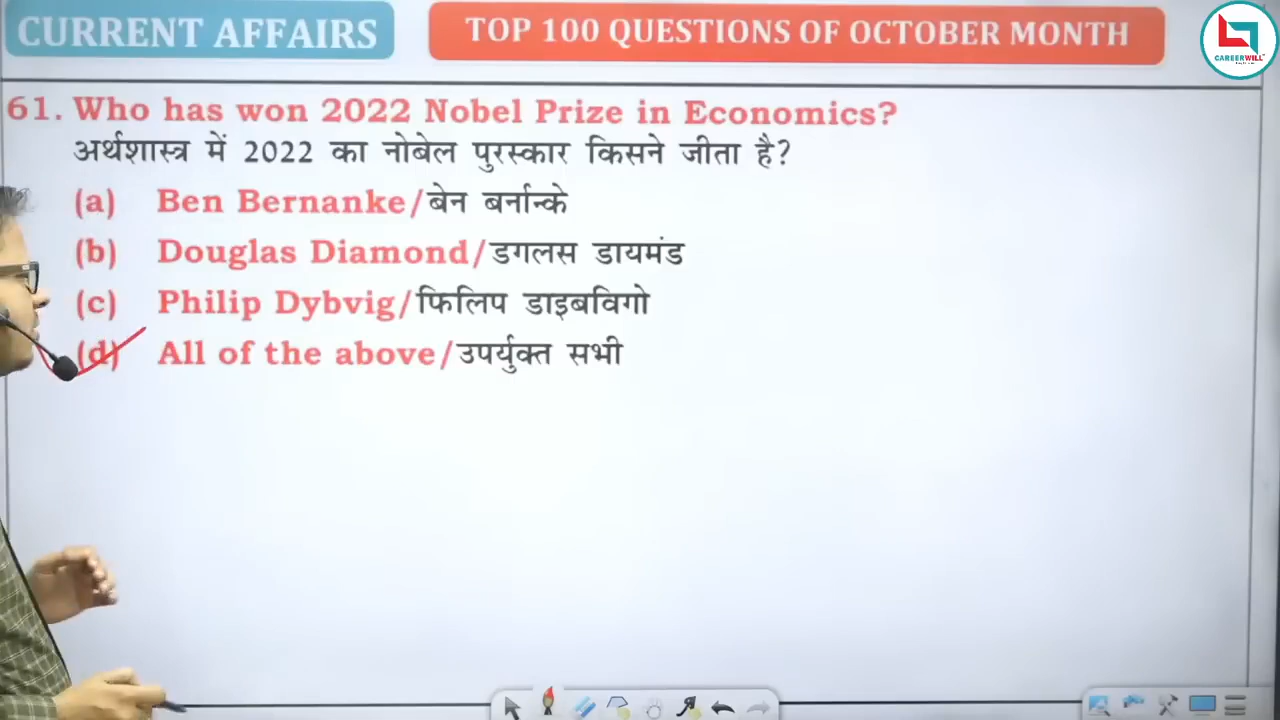 CURRENT AFFAIRS
TOP 100 QUESTIONS OF OCTOBER MONTH
CAREERWILL
61. Who has won 2022 Nobel Prize in Economics?
अर्थशास्त्र में 2022 का नोबेल पुरस्कार किसने जीता है?
(a) Ben Bernanke/बेन बर्नान्के
(b) Douglas Diamond/डगलस डायमंड
(c) Philip Dybvig/फिलिप डाइबविगो
(d) All of the above/उपर्युक्त सभी